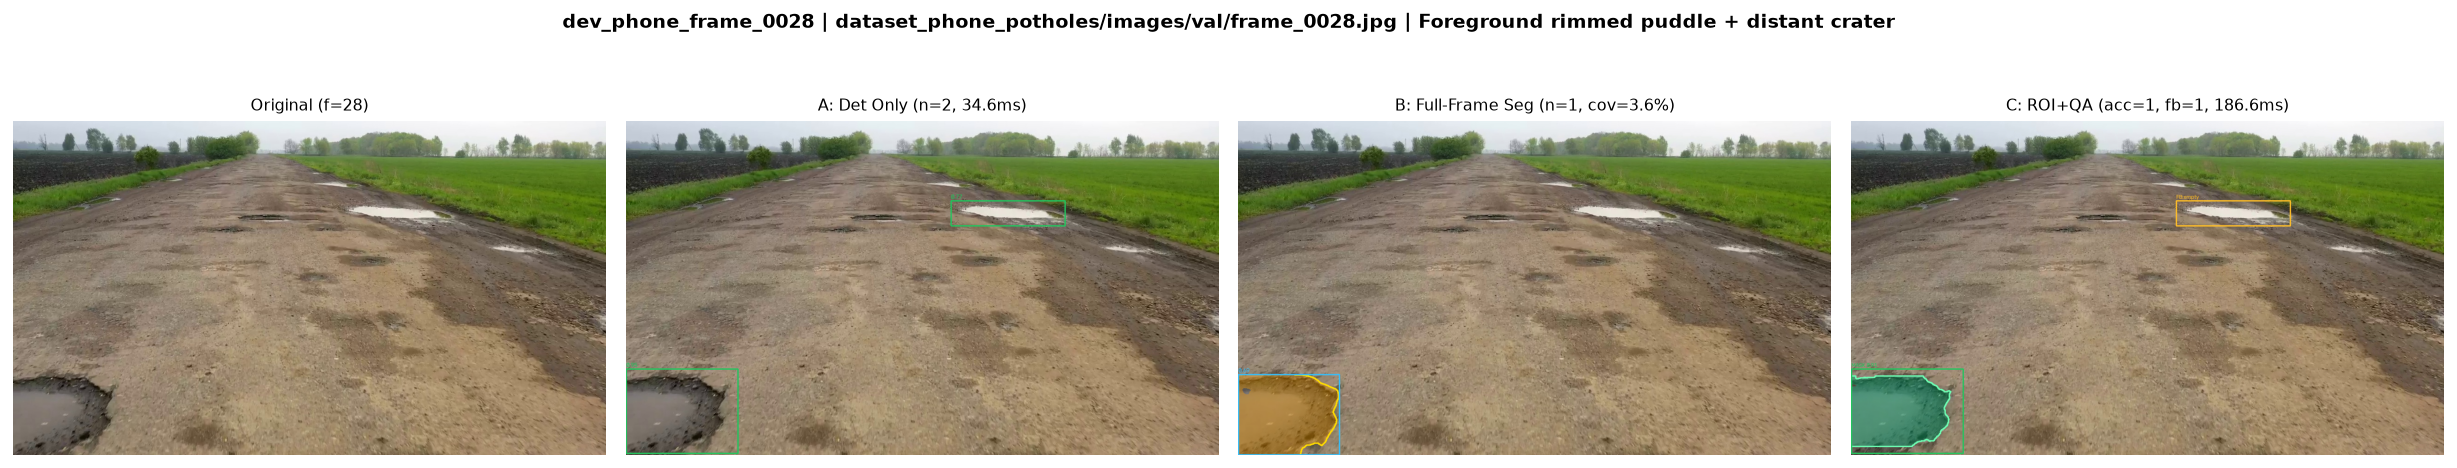 dev_phone_frame_0028 | dataset_phone_potholes/images/val/frame_0028.jpg | Foreground rimmed puddle + distant crater
Original (f=28)
A: Det Only (n=2, 34.6ms)
B: Full-Frame Seg (n=1, cov=3.6%)
C: ROI+QA (acc=1, fb=1, 186.6ms)